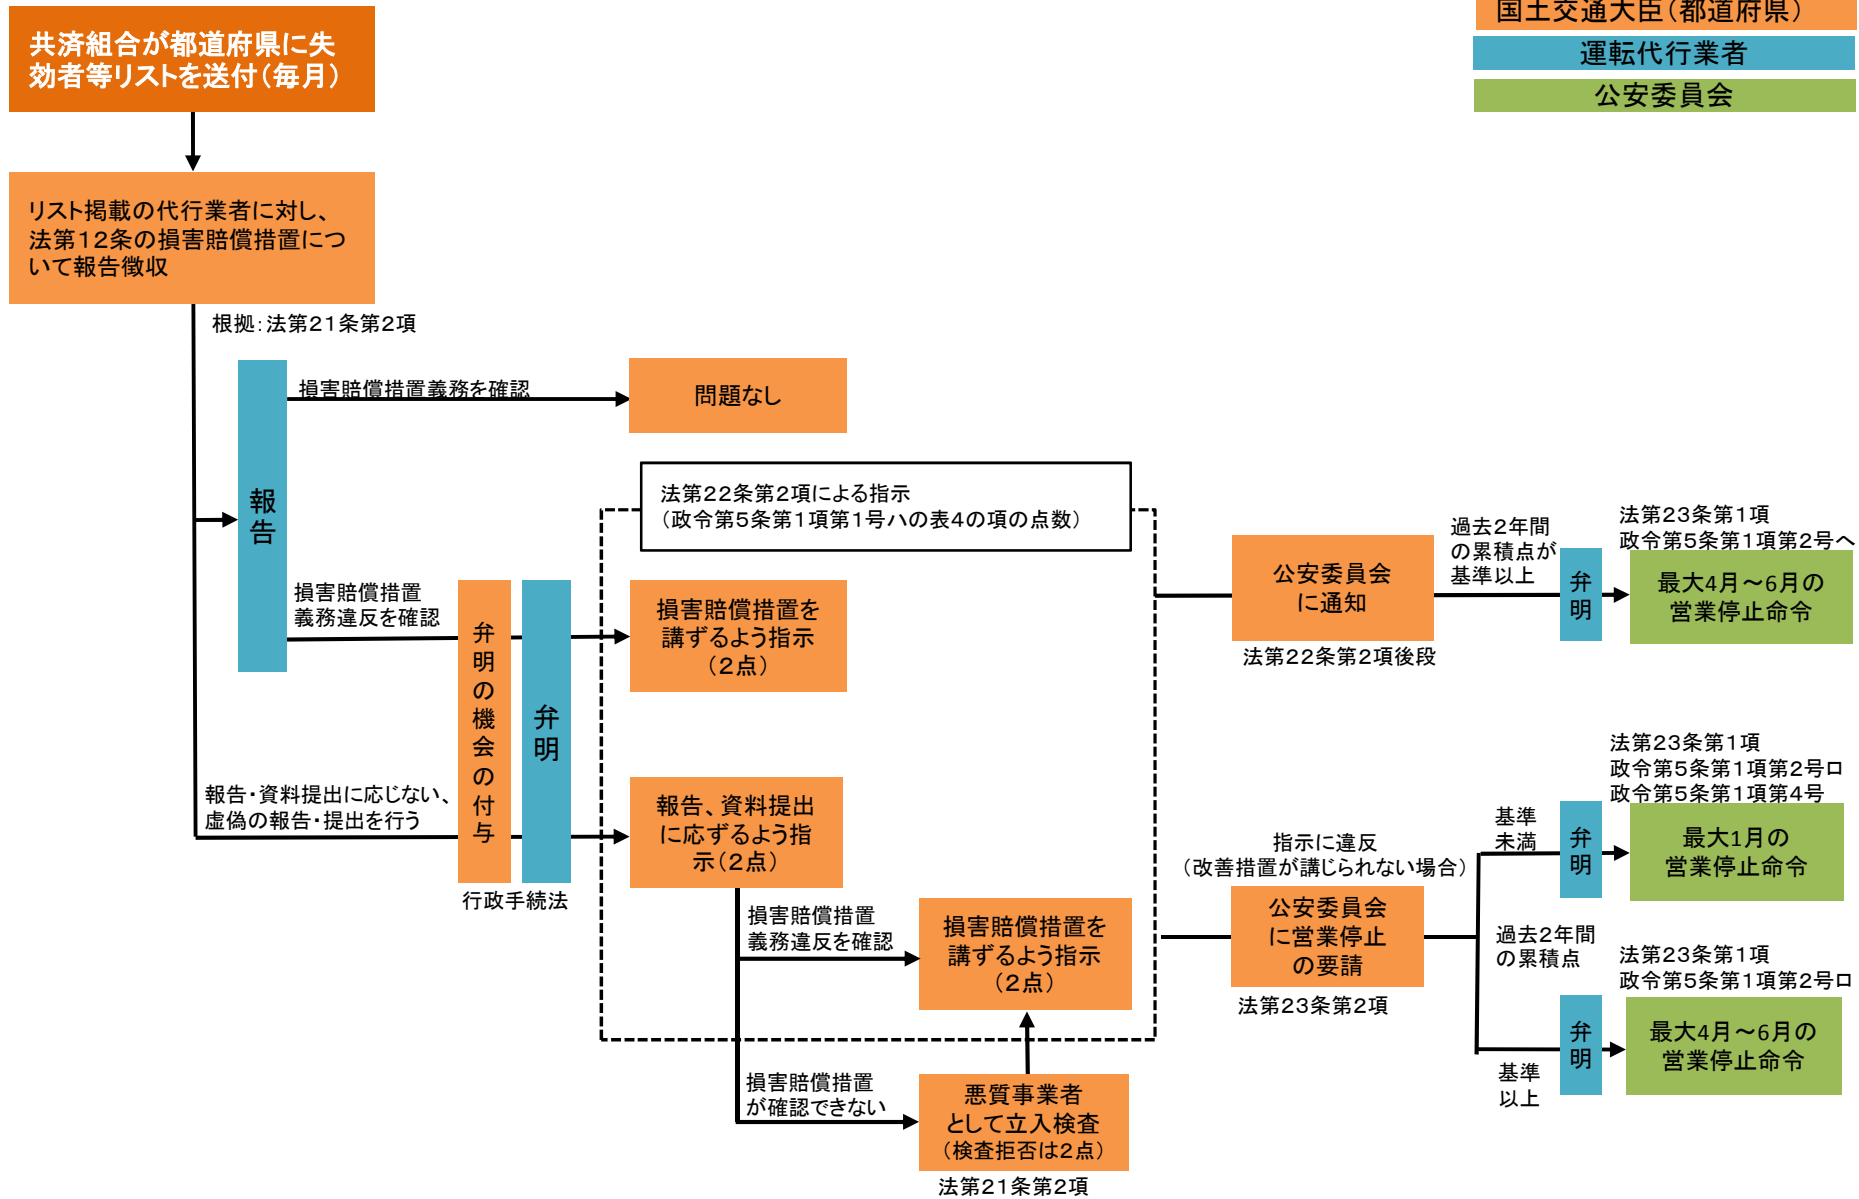 国土交通大臣（都道府県）
運転代行業者
公安委員会
共済組合が都道府県に失
効者等リストを送付（毎月）
リスト掲載の代行業者に対し、
法第１２条の損害賠償措置につ
いて報告徴収
根拠：法第２１条第２項
報告
損害賠償措置義務を確認
問題なし
法第２２条第２項による指示
（政令第５条第１項第１号ハの表４の項の点数）
損害賠償措置
義務違反を確認
弁明の機会の付与
弁明
行政手続法
損害賠償措置を
講ずるよう指示
（２点）
報告・資料提出に応じない、
虚偽の報告・提出を行う
報告、資料提出
に応ずるよう指
示（２点）
損害賠償措置
義務違反を確認
損害賠償措置を
講ずるよう指示
（２点）
損害賠償措置
が確認できない
悪質事業者
として立入検査
（検査拒否は２点）
法第２１条第２項
公安委員会
に通知
法第２２条第２項後段
過去２年間
の累積点が
基準以上
弁明
法第２３条第１項
政令第５条第１項第２号ヘ
最大4月～6月の
営業停止命令
指示に違反
（改善措置が講じられない場合）
公安委員会
に営業停止
の要請
法第２３条第２項
過去２年間
の累積点
基準
未満
弁明
法第２３条第１項
政令第５条第１項第２号ロ
政令第５条第１項第４号
最大1月の
営業停止命令
基準
以上
弁明
法第２３条第１項
政令第５条第１項第２号ロ
最大4月～6月の
営業停止命令